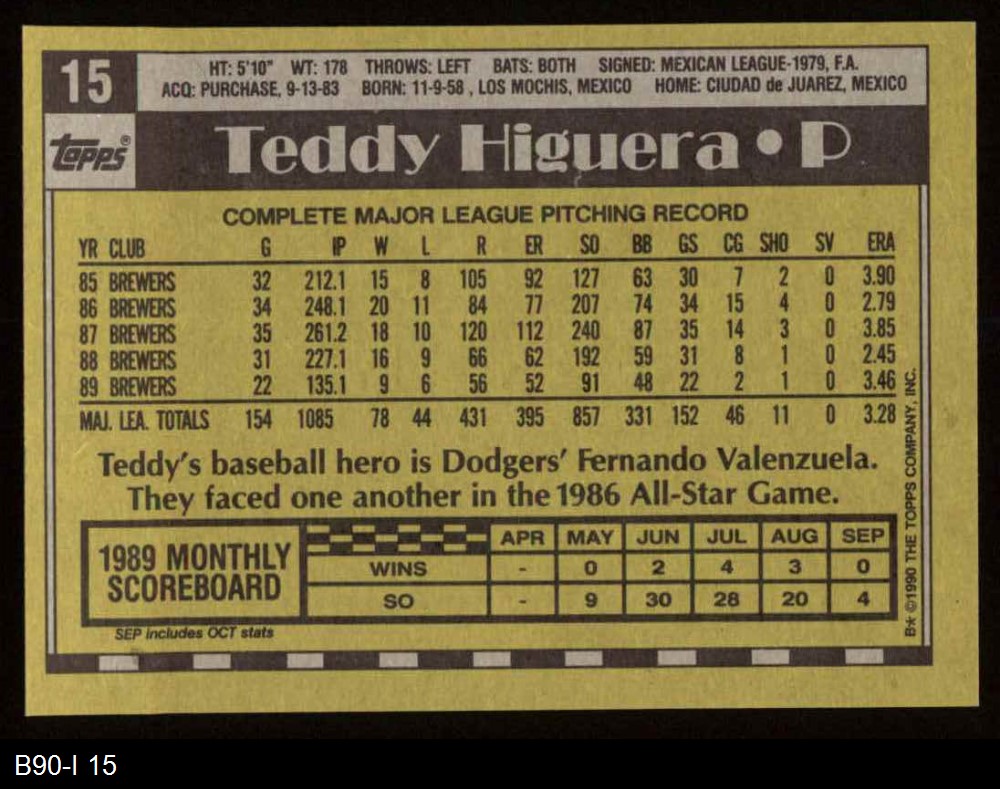 15
HT: 5'10" WT: 178 THROWS: LEFT BATS: BOTH SIGNED: MEXICAN LEAGUE-1979, F.A.
ACQ: PURCHASE, 9-13-83 BORN: 11-9-58 , LOS MOCHIS, MEXICO HOME: CIUDAD de JUAREZ, MEXICO
topps®
Teddy Higuera • P
COMPLETE MAJOR LEAGUE PITCHING RECORD
YR CLUB G IP W L R ER SO BB GS CG SHO SV ERA
85 BREWERS 32 212.1 15 8 105 92 127 63 30 7 2 0 3.90
86 BREWERS 34 248.1 20 11 84 77 207 74 34 15 4 0 2.79
87 BREWERS 35 261.2 18 10 120 112 240 87 35 14 3 0 3.85
88 BREWERS 31 227.1 16 9 66 62 192 59 31 8 1 0 2.45
89 BREWERS 22 135.1 9 6 56 52 91 48 22 2 1 0 3.46
MAJ. LEA. TOTALS 154 1085 78 44 431 395 857 331 152 46 11 0 3.28
Teddy's baseball hero is Dodgers' Fernando Valenzuela.
They faced one another in the 1986 All-Star Game.
1989 MONTHLY
SCOREBOARD
APR MAY JUN JUL AUG SEP
WINS - 0 2 4 3 0
SO - 9 30 28 20 4
SEP includes OCT stats
B* ©1990 THE TOPPS COMPANY, INC.
B90-I 15